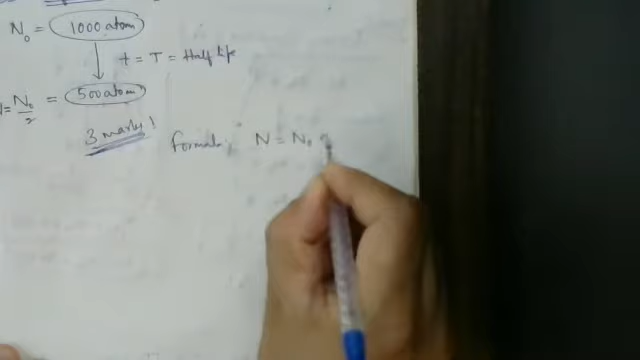 N₀ = 1000 atom
t = T = Half life
N = N₀/2 = 500 atom
3 marks!
formula: N = N₀